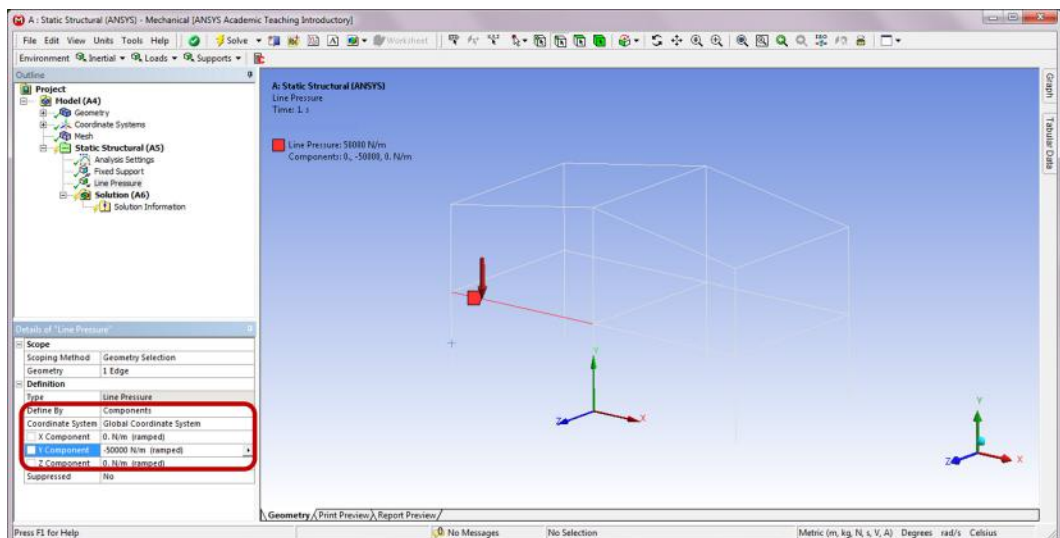 A : Static Structural (ANSYS) - Mechanical [ANSYS Academic Teaching Introductory]
File Edit View Units Tools Help Solve Worksheet
Environment Inertial Loads Supports
Outline
Project
Model (A4)
Geometry
Coordinate Systems
Mesh
Static Structural (A5)
Analysis Settings
Fixed Support
Line Pressure
Solution (A6)
Solution Information
Details of "Line Pressure"
Scope
Scoping Method Geometry Selection
Geometry 1 Edge
Definition
Type Line Pressure
Define By Components
Coordinate System Global Coordinate System
X Component 0. N/m (ramped)
Y Component -50000 N/m (ramped)
Z Component 0. N/m (ramped)
Suppressed No
A: Static Structural (ANSYS)
Line Pressure
Time: 1. s
Line Pressure: 50000 N/m
Components: 0., -50000, 0. N/m
Y
Z
X
Y
Z
X
Graph
Tabular Data
Geometry Print Preview Report Preview
Press F1 for Help
No Messages
No Selection
Metric (m, kg, N, s, V, A) Degrees rad/s Celsius